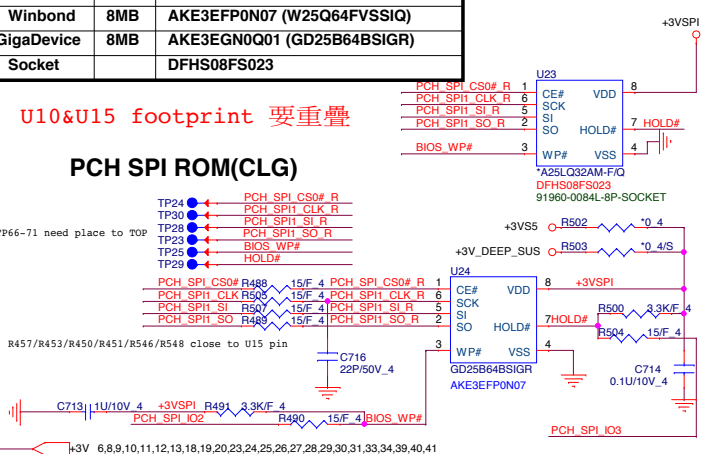 Winbond 8MB AKE3EFP0N07 (W25Q64FVSSIQ)
GigaDevice 8MB AKE3EGN0Q01 (GD25B64BSIGR)
Socket DFHS08FS023
U10&U15 footprint 要重疊
PCH SPI ROM(CLG)
+3VSPI
U23
PCH_SPI_CS0#_R 1 CE# VDD 8
PCH_SPI1_CLK_R 6 SCK
PCH_SPI1_SI_R 5 SI
PCH_SPI1_SO_R 2 SO HOLD# 7 HOLD#
BIOS_WP# 3 WP# VSS 4
*A25LQ32AM-F/Q
DFHS08FS023
91960-0084L-8P-SOCKET
TP24 PCH_SPI_CS0#_R
TP30 PCH_SPI1_CLK_R
TP28 PCH_SPI1_SI_R
TP23 PCH_SPI1_SO_R
TP25 BIOS_WP#
TP29 HOLD#
TP66-71 need place to TOP
+3VS5 R502 *0_4
+3V_DEEP_SUS R503 *0_4/S
U24
PCH_SPI_CS0# R488 15/F_4 PCH_SPI_CS0#_R 1 CE# VDD 8 +3VSPI
PCH_SPI1_CLK R505 15/F_4 PCH_SPI1_CLK_R 6 SCK
PCH_SPI1_SI R507 15/F_4 PCH_SPI1_SI_R 5 SI
PCH_SPI1_SO R489 15/F_4 PCH_SPI1_SO_R 2 SO HOLD# 7 HOLD#
R500 3.3K/F_4
R504 15/F_4
3 WP# VSS 4
GD25B64BSIGR
AKE3EFP0N07
R457/R453/R450/R451/R546/R548 close to U15 pin
C716
22P/50V_4
C714
0.1U/10V_4
C713 1U/10V_4 +3VSPI R491 3.3K/F_4
PCH_SPI_IO2 R490 15/F_4 BIOS_WP#
PCH_SPI_IO3
+3V 6,8,9,10,11,12,13,18,19,20,23,24,25,26,27,28,29,30,31,33,34,39,40,41